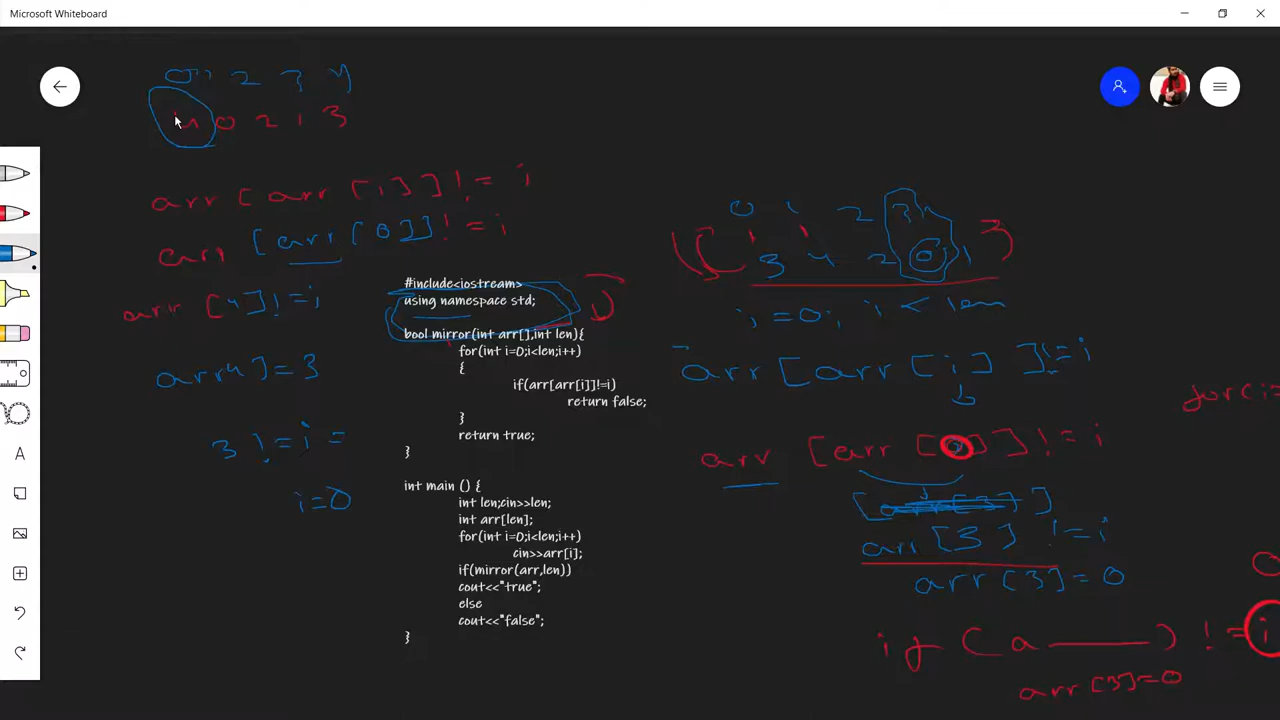 Microsoft Whiteboard
2 3 4
4 0 2 1 3
arr [ arr [ i ] ] != i
arr [ arr [ 0 ] ] != i
arr [ 4 ] != i
arr 4 ] = 3
3 != i =
i = 0
#include<iostream>
using namespace std;
bool mirror(int arr[],int len){
for(int i=0;i<len;i++)
{
if(arr[arr[i]]!=i)
return false;
}
return true;
}
int main () {
int len;cin>>len;
int arr[len];
for(int i=0;i<len;i++)
cin>>arr[i];
if(mirror(arr,len))
cout<<"true";
else
cout<<"false";
}
0 1 2 3
3 4 2 0 1
i = 0; i < len
arr [ arr [ i ] ] != i
arr [ arr [ 0 ] ] != i
arr [ 3 ] != i
arr [ 3 ] = 0
if ( a ) != i
arr [ 3 ] = 0
for ( i =
A